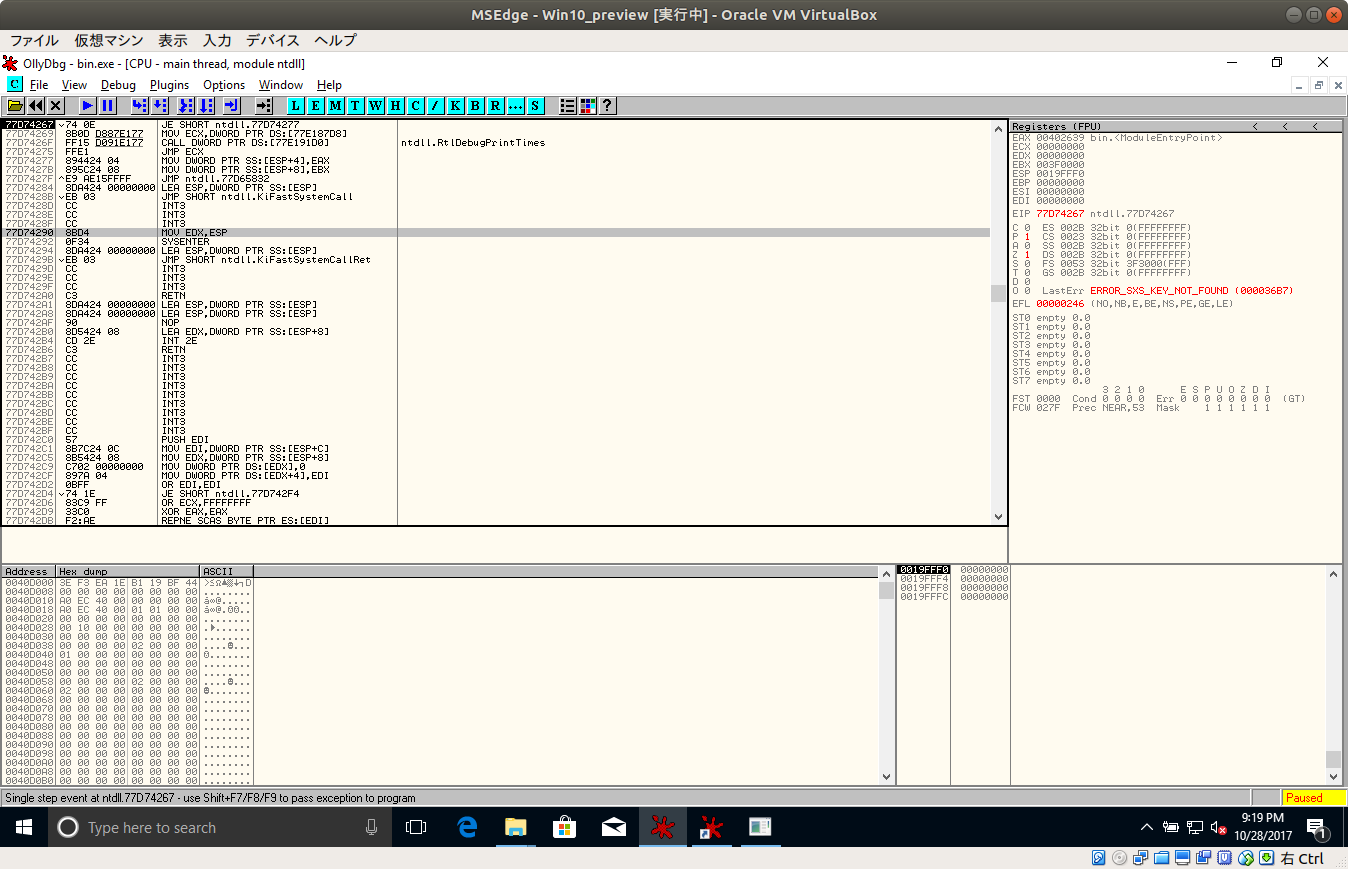 MSEdge - Win10_preview [実行中] - Oracle VM VirtualBox
ファイル 仮想マシン 表示 入力 デバイス ヘルプ
OllyDbg - bin.exe - [CPU - main thread, module ntdll]
C File View Debug Plugins Options Window Help
L E M T W H C / K B R ... S ?
77D74267 74 0E JE SHORT ntdll.77D74277
77D74269 8B0D D887E177 MOV ECX,DWORD PTR DS:[77E187D8]
77D7426F FF15 D091E177 CALL DWORD PTR DS:[77E191D0] ntdll.RtlDebugPrintTimes
77D74275 FFE1 JMP ECX
77D74277 894424 04 MOV DWORD PTR SS:[ESP+4],EAX
77D7427B 895C24 08 MOV DWORD PTR SS:[ESP+8],EBX
77D7427F ^E9 AE15FFFF JMP ntdll.77D65832
77D74284 8DA424 00000000 LEA ESP,DWORD PTR SS:[ESP]
77D7428B EB 03 JMP SHORT ntdll.KiFastSystemCall
77D7428D CC INT3
77D7428E CC INT3
77D7428F CC INT3
77D74290 8BD4 MOV EDX,ESP
77D74292 0F34 SYSENTER
77D74294 8DA424 00000000 LEA ESP,DWORD PTR SS:[ESP]
77D7429B EB 03 JMP SHORT ntdll.KiFastSystemCallRet
77D7429D CC INT3
77D7429E CC INT3
77D7429F CC INT3
77D742A0 C3 RETN
77D742A1 8DA424 00000000 LEA ESP,DWORD PTR SS:[ESP]
77D742A8 8DA424 00000000 LEA ESP,DWORD PTR SS:[ESP]
77D742AF 90 NOP
77D742B0 8D5424 08 LEA EDX,DWORD PTR SS:[ESP+8]
77D742B4 CD 2E INT 2E
77D742B6 C3 RETN
77D742B7 CC INT3
77D742B8 CC INT3
77D742B9 CC INT3
77D742BA CC INT3
77D742BB CC INT3
77D742BC CC INT3
77D742BD CC INT3
77D742BE CC INT3
77D742BF CC INT3
77D742C0 57 PUSH EDI
77D742C1 8B7C24 0C MOV EDI,DWORD PTR SS:[ESP+C]
77D742C5 8B5424 08 MOV EDX,DWORD PTR SS:[ESP+8]
77D742C9 C702 00000000 MOV DWORD PTR DS:[EDX],0
77D742CF 897A 04 MOV DWORD PTR DS:[EDX+4],EDI
77D742D2 0BFF OR EDI,EDI
77D742D4 74 1E JE SHORT ntdll.77D742F4
77D742D6 83C9 FF OR ECX,FFFFFFFF
77D742D9 33C0 XOR EAX,EAX
77D742DB F2:AE REPNE SCAS BYTE PTR ES:[EDI]
Registers (FPU) < < <
EAX 00402639 bin.<ModuleEntryPoint>
ECX 00000000
EDX 00000000
EBX 003F0000
ESP 0019FFF0
EBP 00000000
ESI 00000000
EDI 00000000
EIP 77D74267 ntdll.77D74267
C 0 ES 002B 32bit 0(FFFFFFFF)
P 1 CS 0023 32bit 0(FFFFFFFF)
A 0 SS 002B 32bit 0(FFFFFFFF)
Z 1 DS 002B 32bit 0(FFFFFFFF)
S 0 FS 0053 32bit 3F3000(FFF)
T 0 GS 002B 32bit 0(FFFFFFFF)
D 0
O 0 LastErr ERROR_SXS_KEY_NOT_FOUND (000036B7)
EFL 00000246 (NO,NB,E,BE,NS,PE,GE,LE)
ST0 empty 0.0
ST1 empty 0.0
ST2 empty 0.0
ST3 empty 0.0
ST4 empty 0.0
ST5 empty 0.0
ST6 empty 0.0
ST7 empty 0.0
3 2 1 0 E S P U O Z D I
FST 0000 Cond 0 0 0 0 Err 0 0 0 0 0 0 0 0 (GT)
FCW 027F Prec NEAR,53 Mask 1 1 1 1 1 1
Address Hex dump ASCII
0040D000 3E F3 EA 1E B1 19 BF 44
0040D008 00 00 00 00 00 00 00 00 ........
0040D010 A0 EC 40 00 00 00 00 00 á∞@.....
0040D018 A0 EC 40 00 01 01 00 00
0040D020 00 00 00 00 00 00 00 00 ........
0040D028 00 10 00 00 00 00 00 00 .►......
0040D030 00 00 00 00 00 00 00 00 ........
0040D038 00 00 00 00 02 00 00 00
0040D040 01 00 00 00 00 00 00 00
0040D048 00 00 00 00 00 00 00 00 ........
0040D050 00 00 00 00 00 00 00 00 ........
0040D058 00 00 00 00 02 00 00 00
0040D060 02 00 00 00 00 00 00 00
0040D068 00 00 00 00 00 00 00 00 ........
0040D070 00 00 00 00 00 00 00 00 ........
0040D078 00 00 00 00 00 00 00 00 ........
0040D080 00 00 00 00 00 00 00 00 ........
0040D088 00 00 00 00 00 00 00 00 ........
0040D090 00 00 00 00 00 00 00 00 ........
0040D098 00 00 00 00 00 00 00 00 ........
0040D0A0 00 00 00 00 00 00 00 00 ........
0040D0A8 00 00 00 00 00 00 00 00 ........
0040D0B0 00 00 00 00 00 00 00 00 ........
0019FFF0 00000000
0019FFF4 00000000
0019FFF8 00000000
0019FFFC 00000000
Single step event at ntdll.77D74267 - use Shift+F7/F8/F9 to pass exception to program
Paused
Type here to search
9:19 PM
10/28/2017
1
右 Ctrl